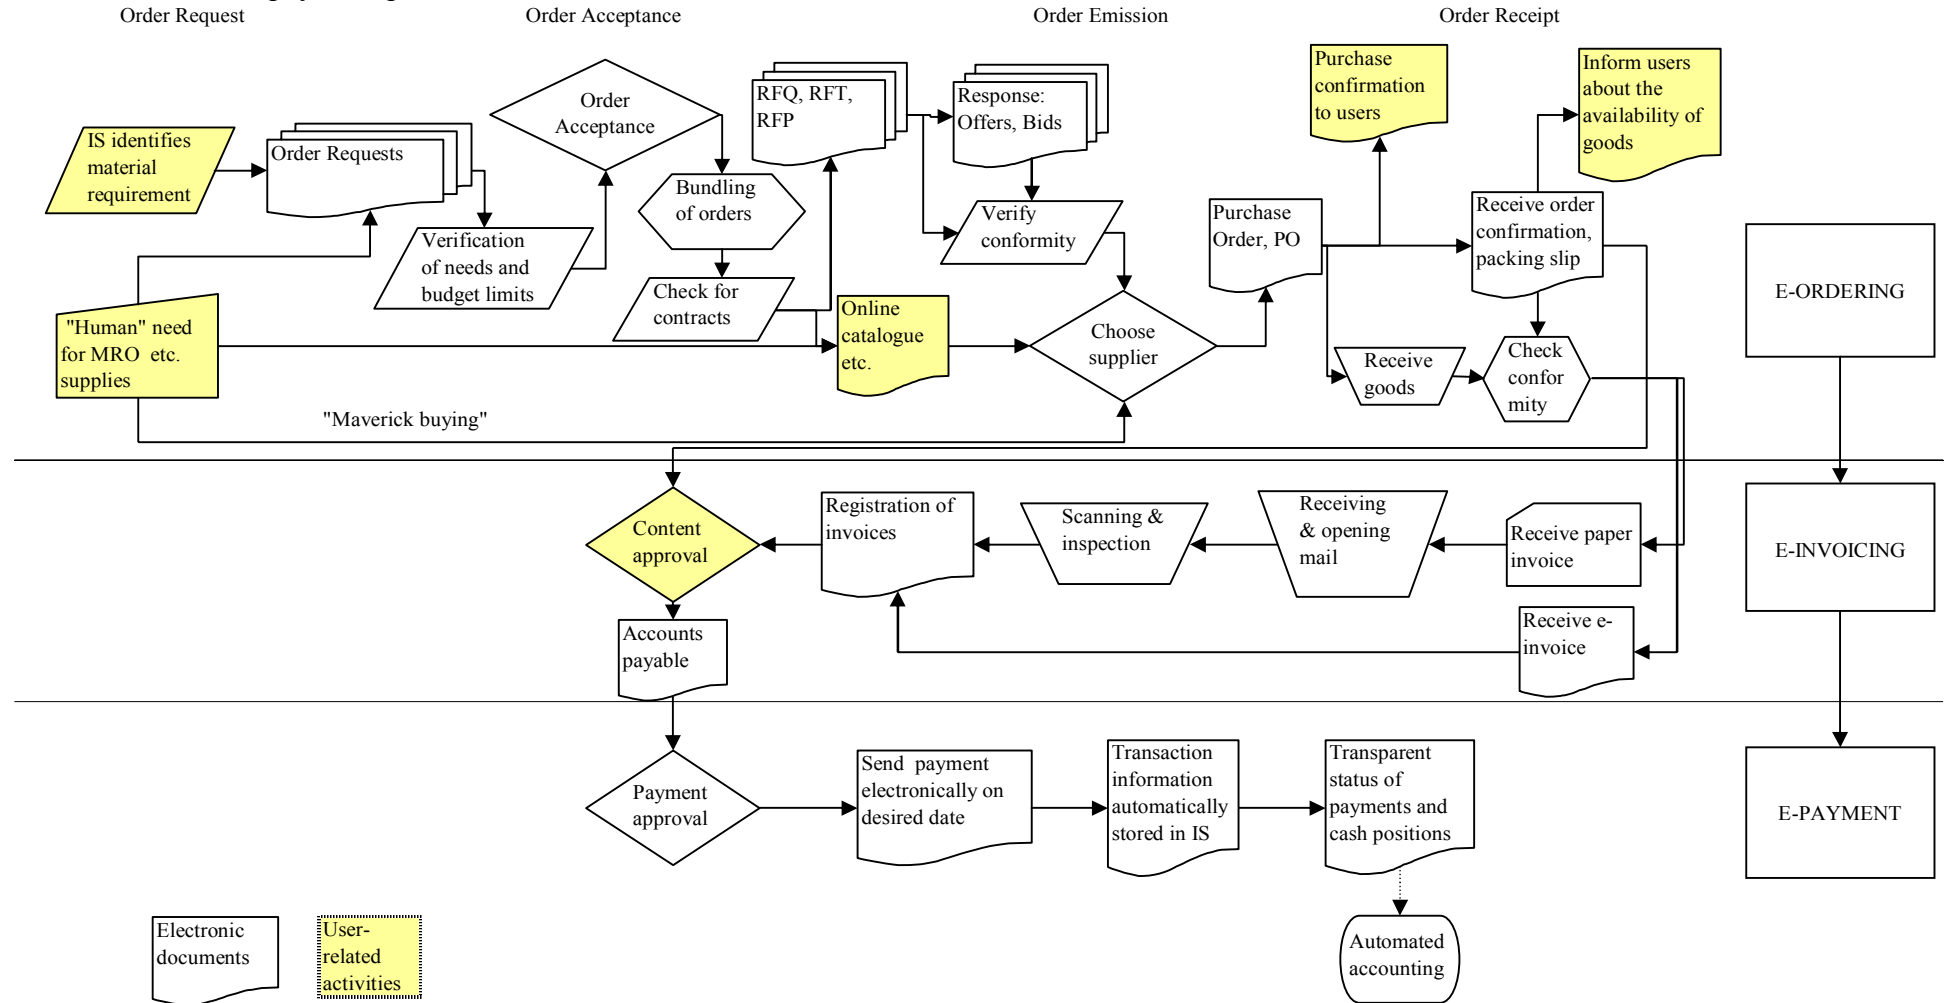 Order Request
Order Acceptance
Order Emission
Order Receipt
IS identifies
material
requirement
Order Requests
Verification
of needs and
budget limits
"Human" need
for MRO  etc.
supplies
"Maverick buying"
Order
Acceptance
Bundling
of orders
Check for
contracts
RFQ, RFT,
RFP
Online
catalogue
etc.
Response:
Offers, Bids
Verify
conformity
Choose
supplier
Purchase
Order, PO
Purchase
confirmation
to users
Inform users
about the
availability of
goods
Receive order
confirmation,
packing slip
Receive
goods
Check
confor
mity
E-ORDERING
Content
approval
Registration of
invoices
Scanning &
inspection
Receiving
& opening
mail
Receive paper
invoice
Receive e-
invoice
Accounts
payable
E-INVOICING
Payment
approval
Send  payment
electronically on
desired date
Transaction
information
automatically
stored in IS
Transparent
status of
payments and
cash positions
Automated
accounting
E-PAYMENT
Electronic
documents
User-
related
activities